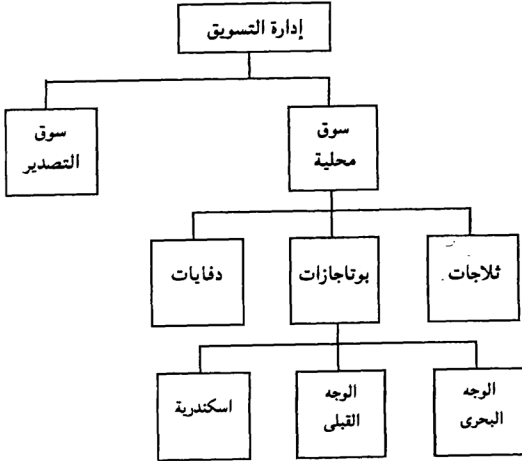 إدارة التسويق
سوق
محلية
سوق
التصدير
ثلاجات
بوتاجازات
دفايات
الوجه
البحرى
الوجه
القبلى
اسكندرية